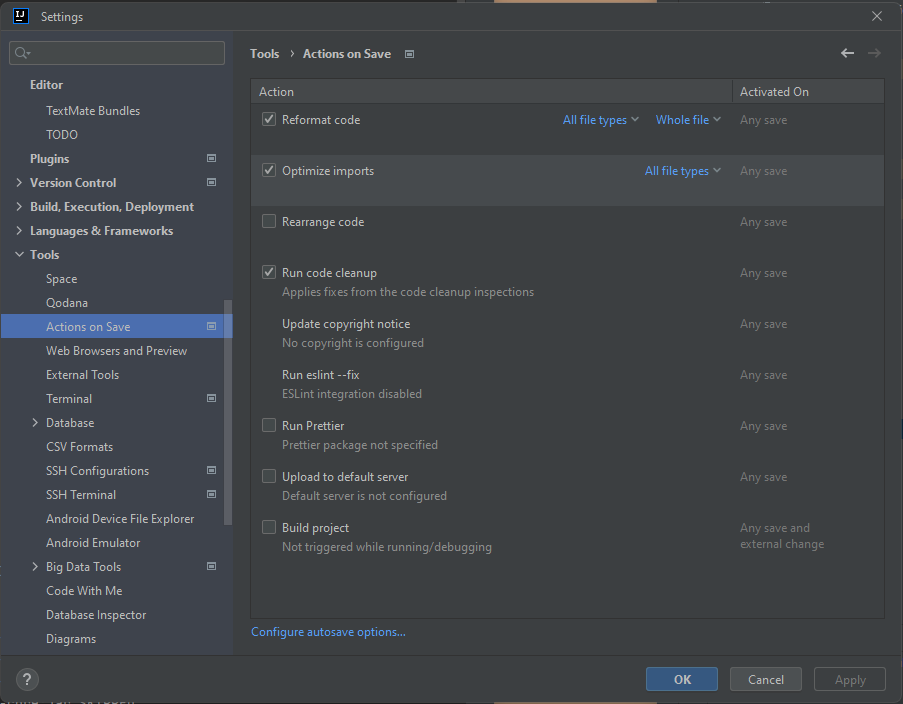 Settings
Editor
TextMate Bundles
TODO
Plugins
Version Control
Build, Execution, Deployment
Languages & Frameworks
Tools
Space
Qodana
Actions on Save
Web Browsers and Preview
External Tools
Terminal
Database
CSV Formats
SSH Configurations
SSH Terminal
Android Device File Explorer
Android Emulator
Big Data Tools
Code With Me
Database Inspector
Diagrams
Tools › Actions on Save
Action Activated On
Reformat code All file types Whole file Any save
Optimize imports All file types Any save
Rearrange code Any save
Run code cleanup Any save
Applies fixes from the code cleanup inspections
Update copyright notice Any save
No copyright is configured
Run eslint --fix Any save
ESLint integration disabled
Run Prettier Any save
Prettier package not specified
Upload to default server Any save
Default server is not configured
Build project Any save and
Not triggered while running/debugging external change
Configure autosave options...
? OK Cancel Apply